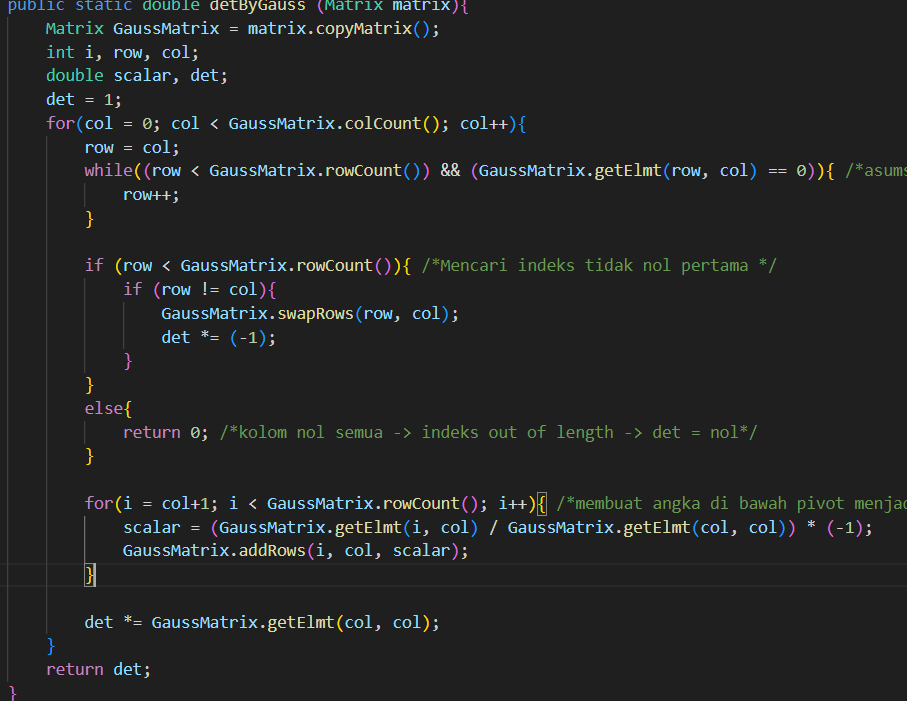 public static double detByGauss (Matrix matrix){
Matrix GaussMatrix = matrix.copyMatrix();
int i, row, col;
double scalar, det;
det = 1;
for(col = 0; col < GaussMatrix.colCount(); col++){
row = col;
while((row < GaussMatrix.rowCount()) && (GaussMatrix.getElmt(row, col) == 0)){ /*asums
row++;
}
if (row < GaussMatrix.rowCount()){ /*Mencari indeks tidak nol pertama */
if (row != col){
GaussMatrix.swapRows(row, col);
det *= (-1);
}
}
else{
return 0; /*kolom nol semua -> indeks out of length -> det = nol*/
}
for(i = col+1; i < GaussMatrix.rowCount(); i++){ /*membuat angka di bawah pivot menjad
scalar = (GaussMatrix.getElmt(i, col) / GaussMatrix.getElmt(col, col)) * (-1);
GaussMatrix.addRows(i, col, scalar);
}
det *= GaussMatrix.getElmt(col, col);
}
return det;
}